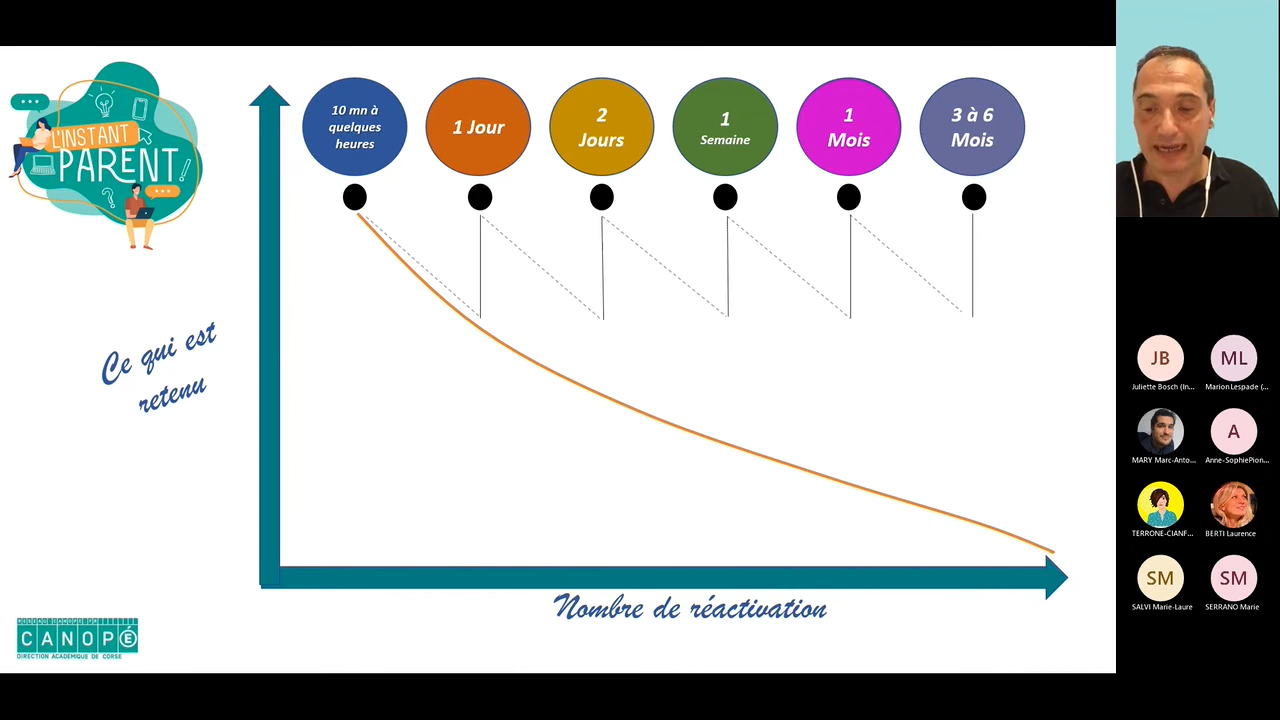 L'INSTANT
PARENT
10 mn à
quelques
heures
1 Jour
2
Jours
1
Semaine
1
Mois
3 à 6
Mois
Ce qui est
retenu
Nombre de réactivation
CANOPÉ
DIRECTION ACADÉMIQUE DE CORSE
JB
Juliette Bosch (In...
ML
Marion Lespade (...
MARY Marc-Anto...
A
Anne-SophiePion...
TERRONE-CIANF...
BERTI Laurence
SM
SALVI Marie-Laure
SM
SERRANO Marie